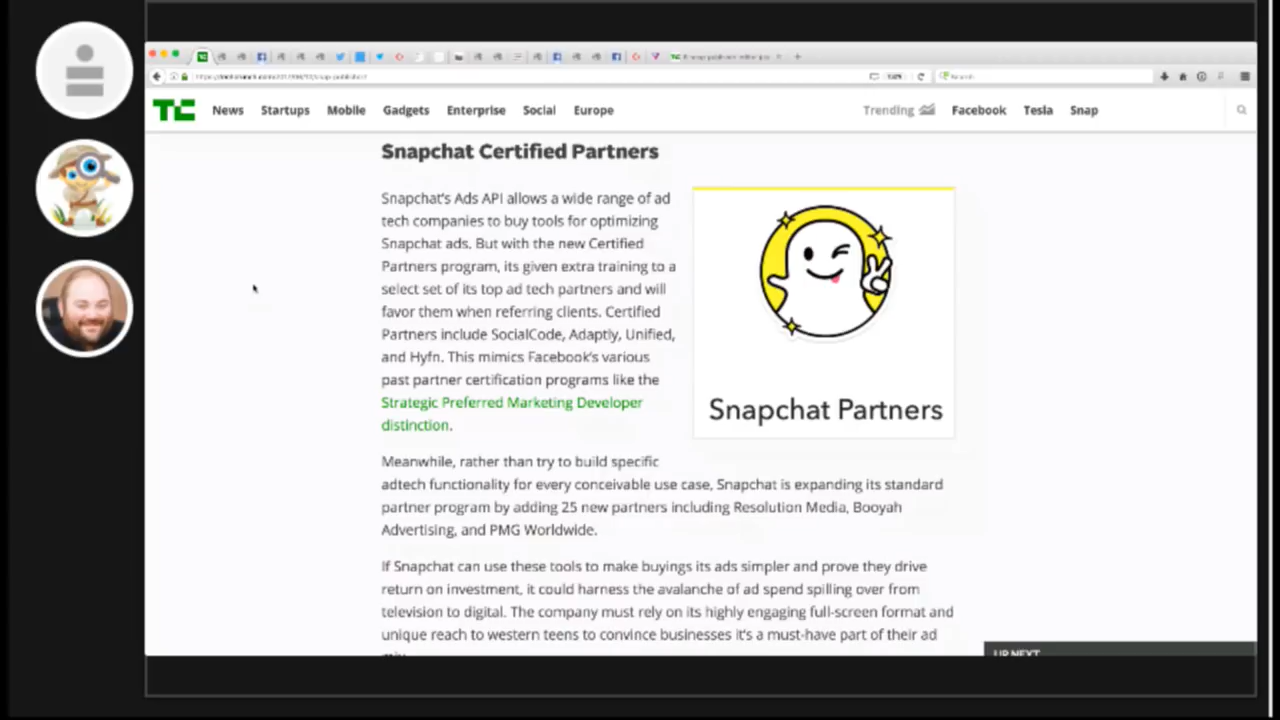 TC News Startups Mobile Gadgets Enterprise Social Europe Trending Facebook Tesla Snap
Snapchat Certified Partners
Snapchat's Ads API allows a wide range of ad
tech companies to buy tools for optimizing
Snapchat ads. But with the new Certified
Partners program, its given extra training to a
select set of its top ad tech partners and will
favor them when referring clients. Certified
Partners include SocialCode, Adaptly, Unified,
and Hyfn. This mimics Facebook's various
past partner certification programs like the
Strategic Preferred Marketing Developer
distinction.
Snapchat Partners
Meanwhile, rather than try to build specific
adtech functionality for every conceivable use case, Snapchat is expanding its standard
partner program by adding 25 new partners including Resolution Media, Booyah
Advertising, and PMG Worldwide.
If Snapchat can use these tools to make buyings its ads simpler and prove they drive
return on investment, it could harness the avalanche of ad spend spilling over from
television to digital. The company must rely on its highly engaging full-screen format and
unique reach to western teens to convince businesses it's a must-have part of their ad
UP NEXT